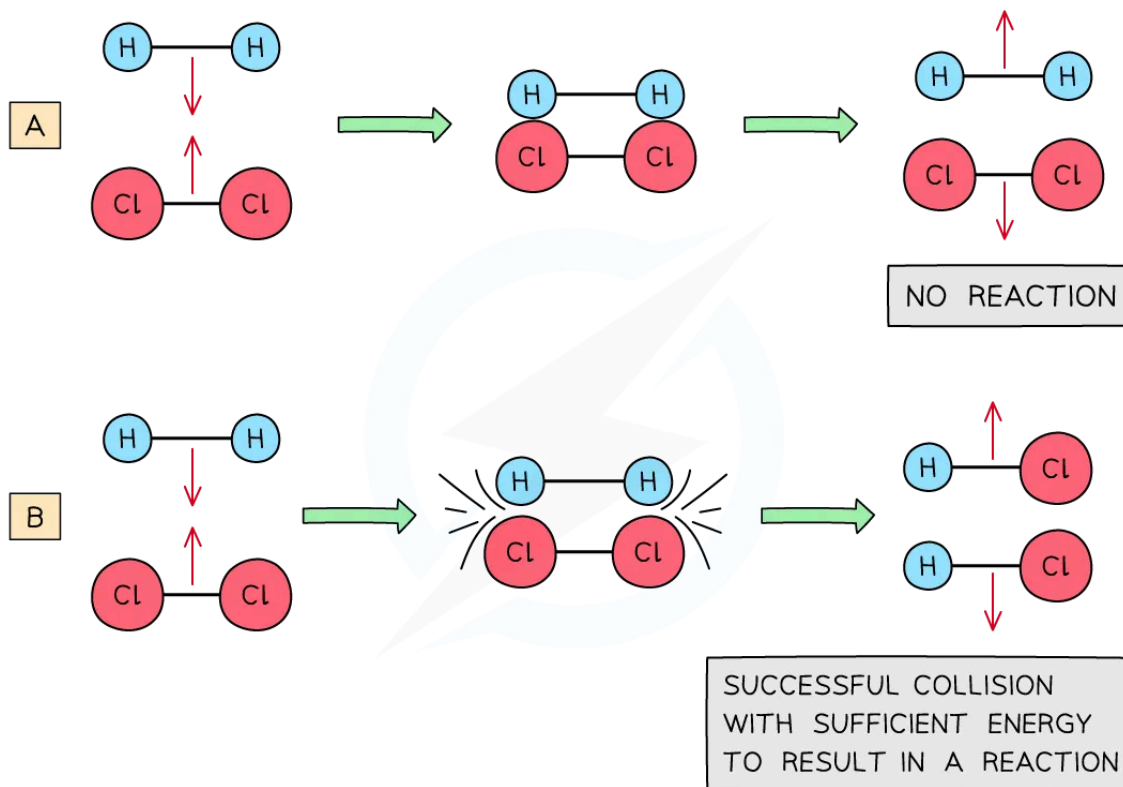 H H
A
H H
Cl Cl
Cl Cl
H H
Cl Cl
NO REACTION
H H
B
H H
Cl Cl
Cl Cl
H Cl
H Cl
SUCCESSFUL COLLISION
WITH SUFFICIENT ENERGY
TO RESULT IN A REACTION